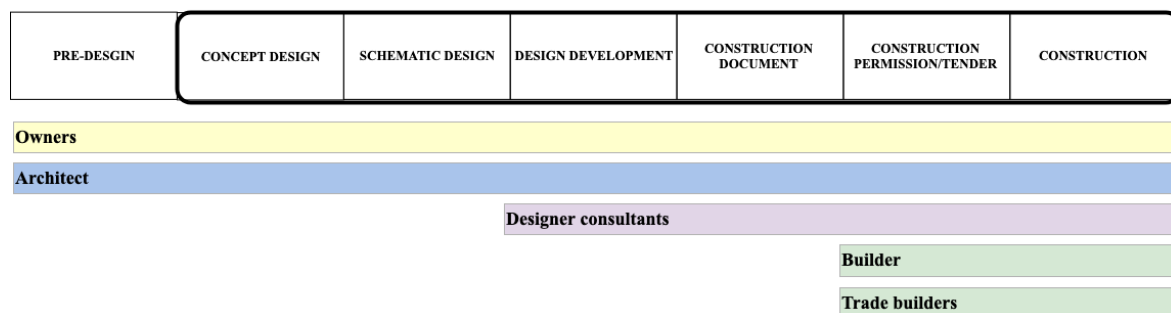 PRE-DESGIN
CONCEPT DESIGN
SCHEMATIC DESIGN
DESIGN DEVELOPMENT
CONSTRUCTION
DOCUMENT
CONSTRUCTION
PERMISSION/TENDER
CONSTRUCTION
Owners
Architect
Designer consultants
Builder
Trade builders